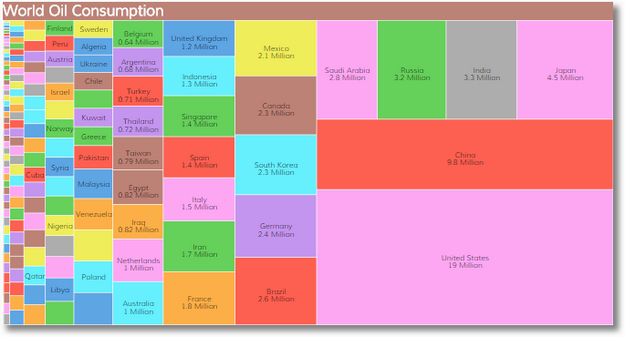 World Oil Consumption
Finland
Peru
Austria
Israel
Norway
Cuba
Syria
Nigeria
Qatar
Libya
Sweden
Algeria
Ukraine
Chile
Kuwait
Greece
Pakistan
Malaysia
Venezuela
Poland
Belgium
0.64 Million
Argentina
0.68 Million
Turkey
0.71 Million
Thailand
0.72 Million
Taiwan
0.79 Million
Egypt
0.82 Million
Iraq
0.82 Million
Netherlands
1 Million
Australia
1 Million
United Kingdom
1.2 Million
Indonesia
1.3 Million
Singapore
1.4 Million
Spain
1.4 Million
Italy
1.5 Million
Iran
1.7 Million
France
1.8 Million
Mexico
2.1 Million
Canada
2.3 Million
South Korea
2.3 Million
Germany
2.4 Million
Brazil
2.6 Million
Saudi Arabia
2.8 Million
Russia
3.2 Million
India
3.3 Million
Japan
4.5 Million
China
9.8 Million
United States
19 Million